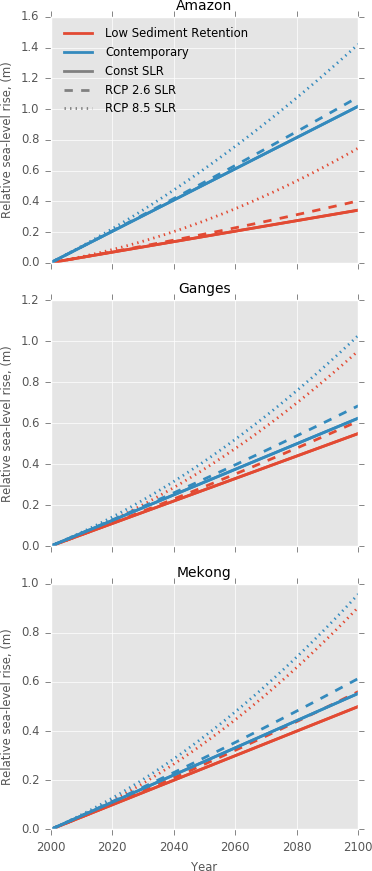 Amazon
1.6
1.4
1.2
1.0
0.8
0.6
0.4
0.2
0.0
Relative sea-level rise, (m)
Low Sediment Retention
Contemporary
Const SLR
RCP 2.6 SLR
RCP 8.5 SLR
Ganges
1.2
1.0
0.8
0.6
0.4
0.2
0.0
Relative sea-level rise, (m)
Mekong
1.0
0.8
0.6
0.4
0.2
0.0
Relative sea-level rise, (m)
2000 2020 2040 2060 2080 2100
Year